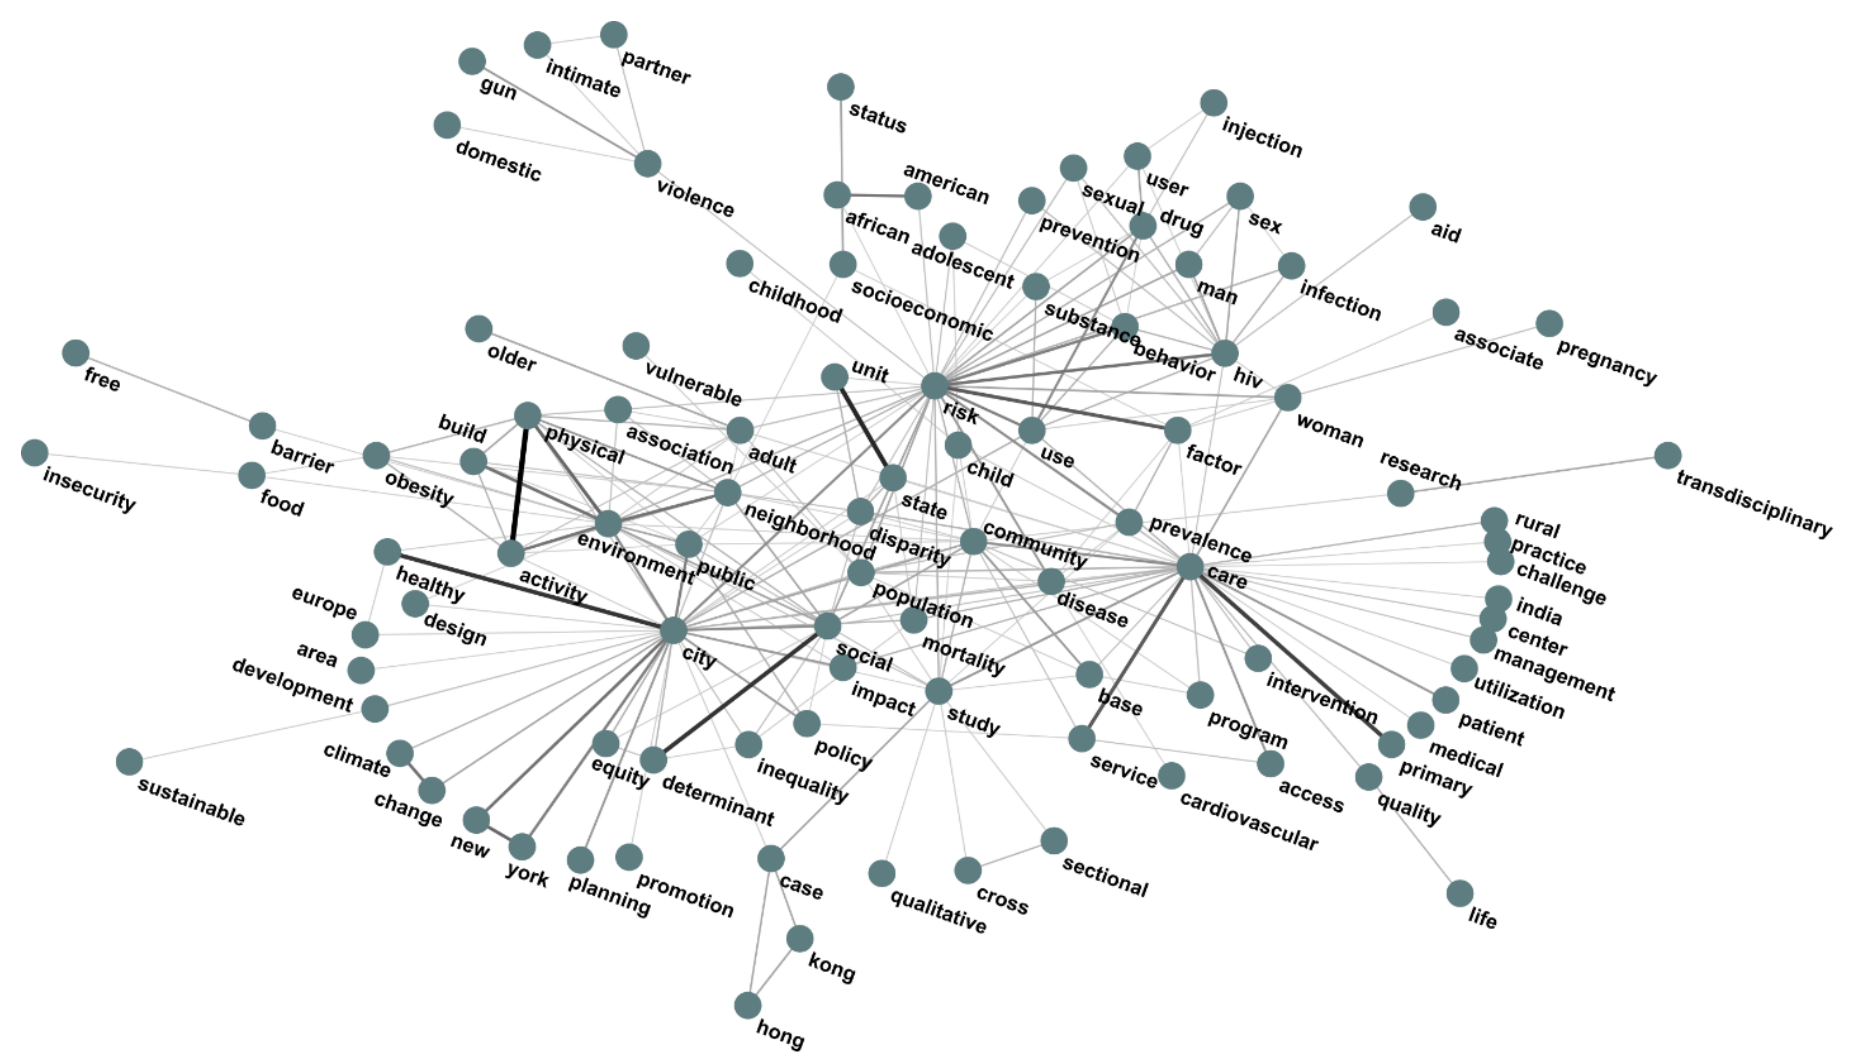 partner
intimate
gun
status
injection
domestic
american
user
sexual
violence
african
drug
sex
aid
prevention
adolescent
childhood
socioeconomic
man
infection
substance
associate
older
behavior
pregnancy
free
vulnerable
unit
hiv
risk
build
physical
association
woman
barrier
adult
use
factor
research
obesity
child
insecurity
food
state
transdisciplinary
neighborhood
disparity
community
prevalence
rural
environment
practice
public
care
challenge
healthy
activity
population
disease
india
europe
design
center
area
city
social
mortality
management
development
impact
intervention
utilization
base
study
program
patient
climate
policy
medical
equity
inequality
service
primary
sustainable
determinant
access
change
cardiovascular
quality
new
york
planning
promotion
case
sectional
qualitative
cross
life
kong
hong